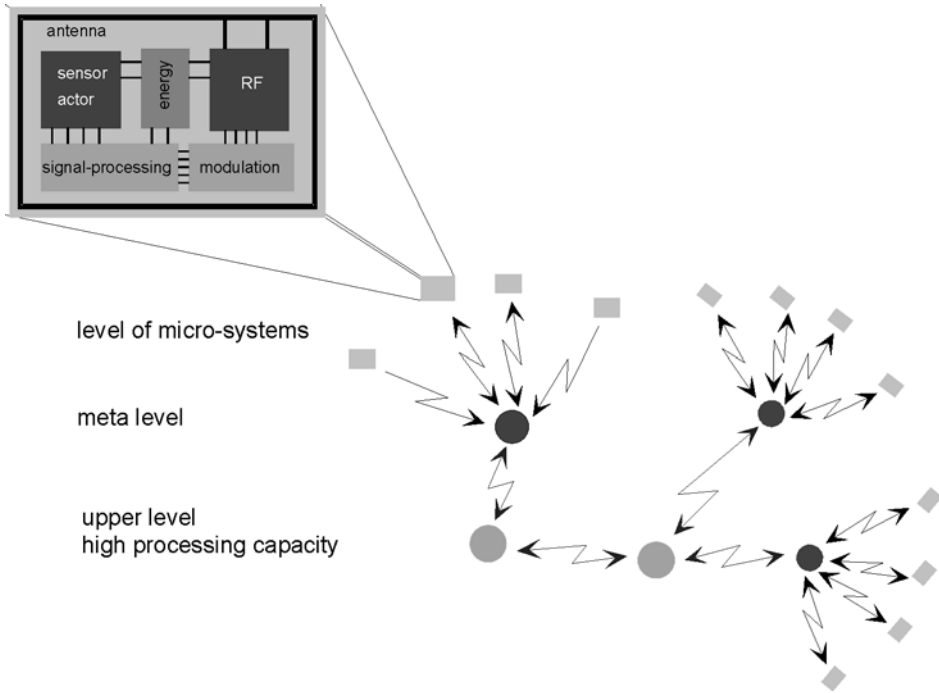 antenna
sensor
actor
energy
RF
signal-processing
modulation
level of micro-systems
meta level
upper level
high processing capacity